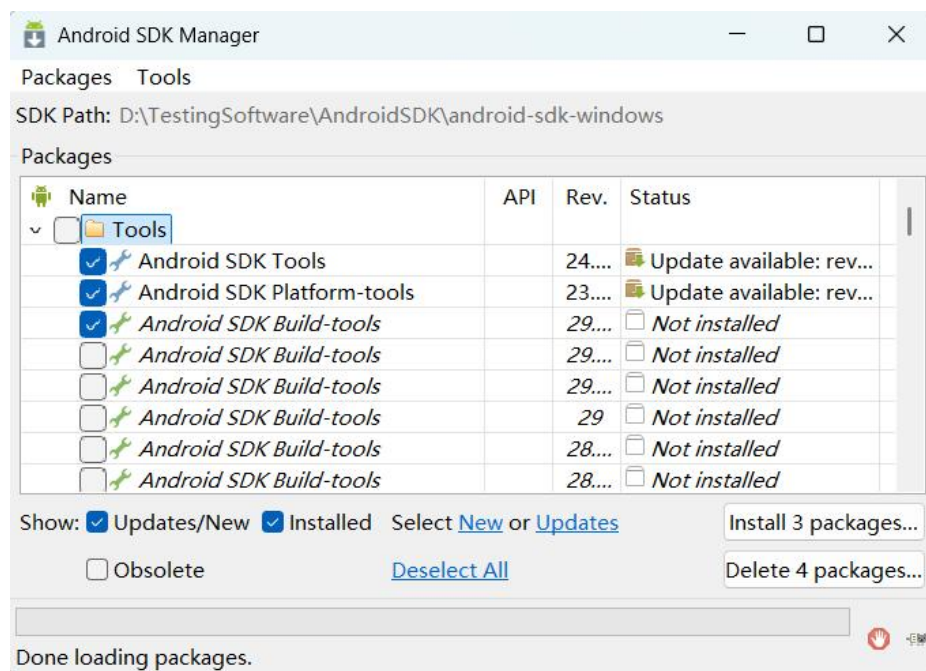 Android SDK Manager
Packages Tools
SDK Path: D:\TestingSoftware\AndroidSDK\android-sdk-windows
Packages
Name API Rev. Status
Tools
Android SDK Tools 24.... Update available: rev...
Android SDK Platform-tools 23.... Update available: rev...
Android SDK Build-tools 29.... Not installed
Android SDK Build-tools 29.... Not installed
Android SDK Build-tools 29.... Not installed
Android SDK Build-tools 29 Not installed
Android SDK Build-tools 28.... Not installed
Android SDK Build-tools 28.... Not installed
Show: Updates/New Installed Select New or Updates Install 3 packages...
Obsolete Deselect All Delete 4 packages...
Done loading packages.